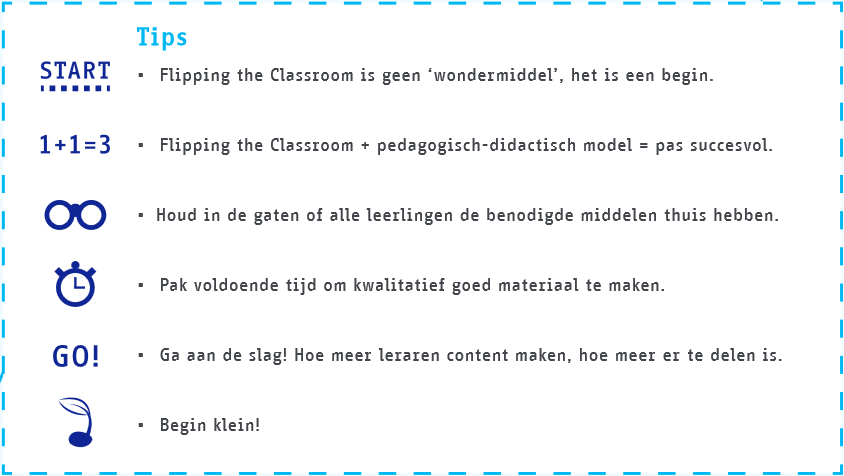 Tips
START
▪ Flipping the Classroom is geen ‘wondermiddel’, het is een begin.
1+1=3
▪ Flipping the Classroom + pedagogisch-didactisch model = pas succesvol.
▪ Houd in de gaten of alle leerlingen de benodigde middelen thuis hebben.
▪ Pak voldoende tijd om kwalitatief goed materiaal te maken.
GO!
▪ Ga aan de slag! Hoe meer leraren content maken, hoe meer er te delen is.
▪ Begin klein!